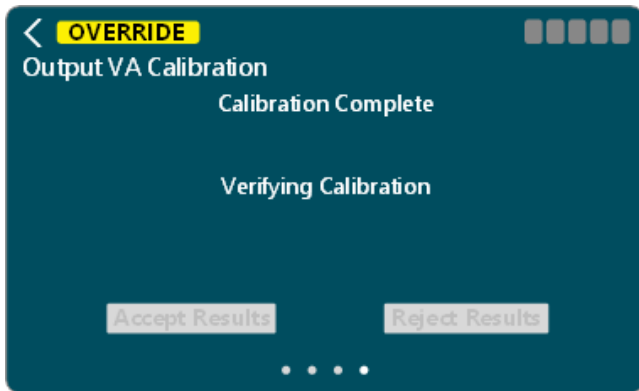 OVERRIDE
Output VA Calibration
Calibration Complete
Verifying Calibration
Accept Results Reject Results